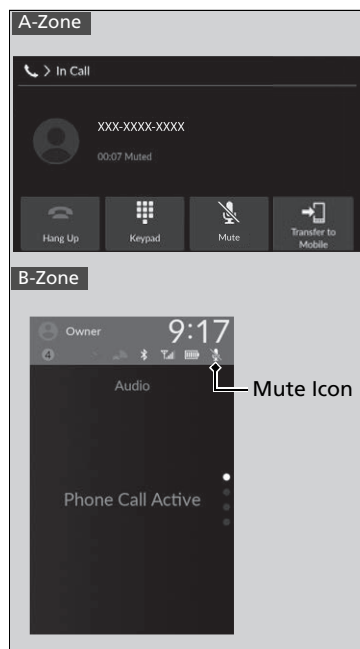 A-Zone
> In Call
XXX-XXXX-XXXX
00:07 Muted
Hang Up
Keypad
Mute
Transfer to
Mobile
B-Zone
Owner
9:17
4
Audio
Mute Icon
Phone Call Active